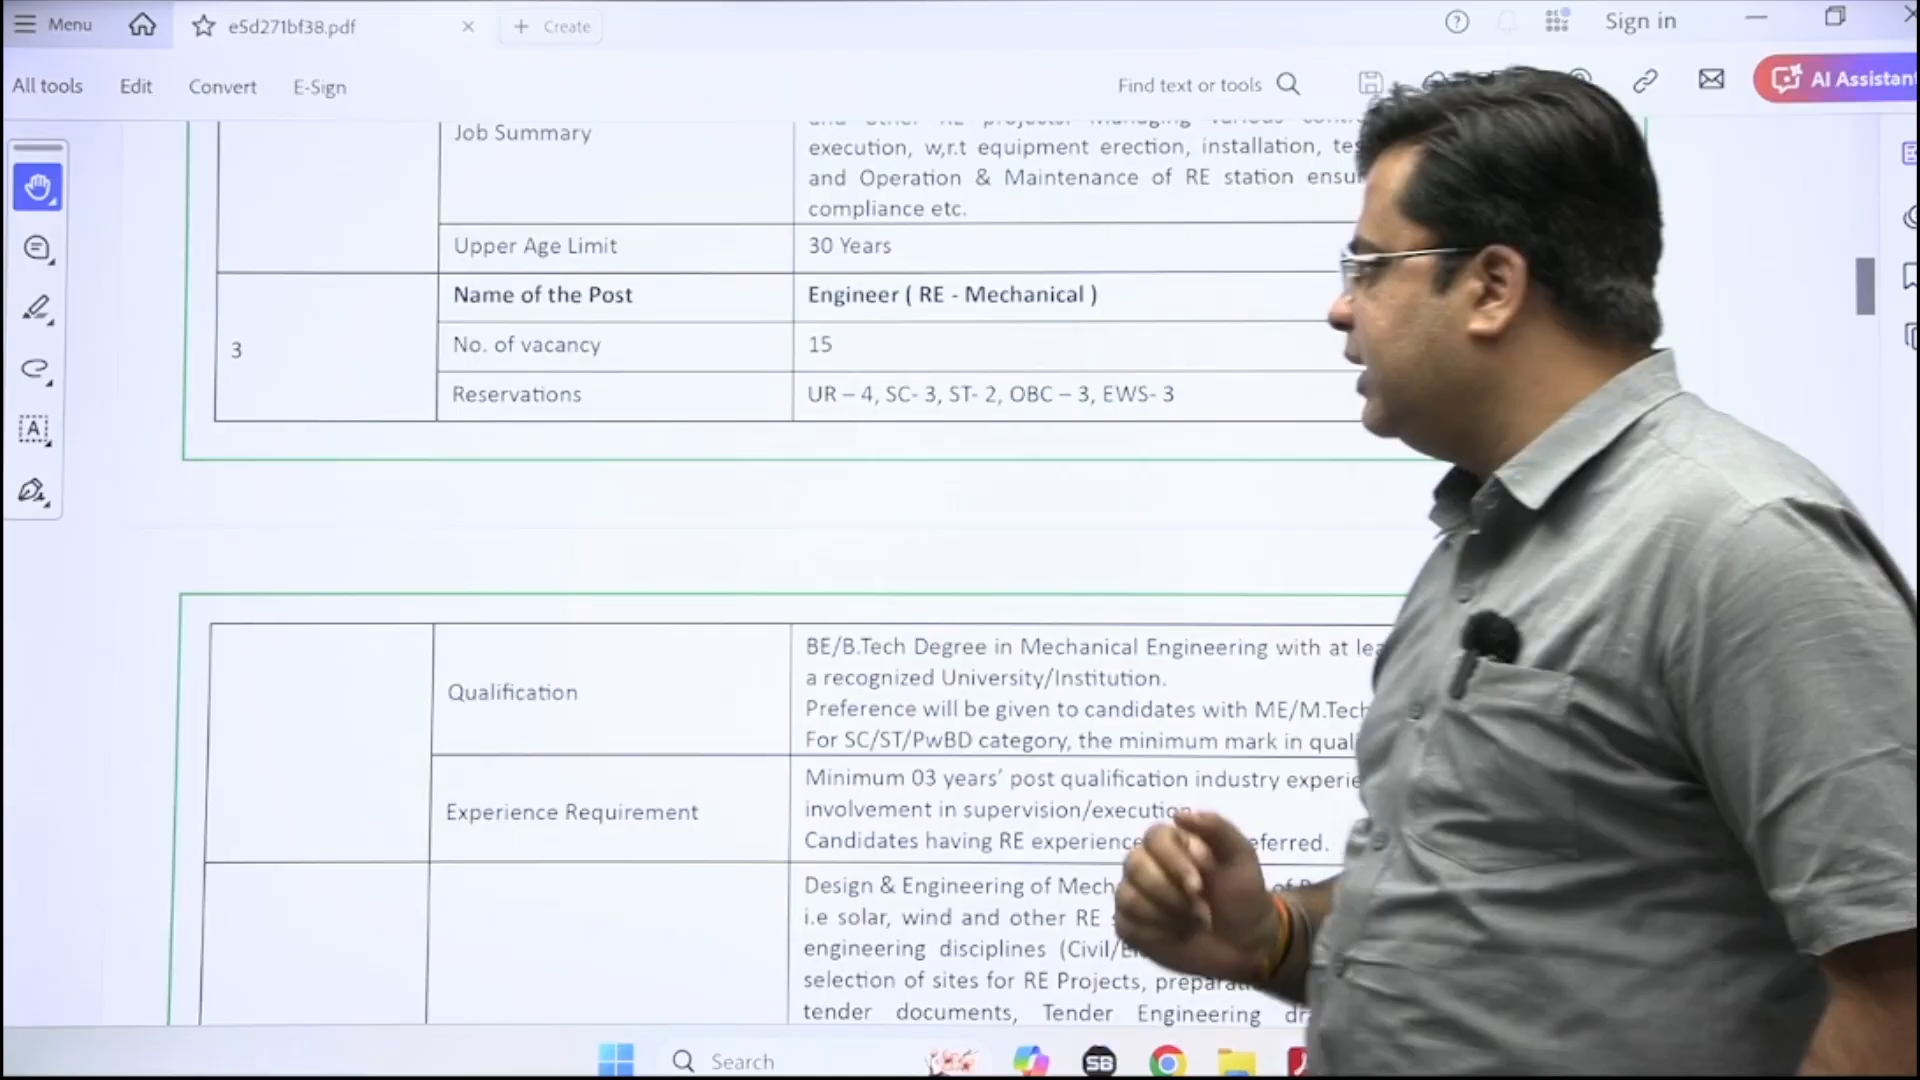 Menu
e5d271bf38.pdf
Create
Sign in
All tools
Edit
Convert
E-Sign
Find text or tools
AI Assistant
Job Summary
execution, w,r.t equipment erection, installation,
and Operation & Maintenance of RE station
compliance etc.
Upper Age Limit
30 Years
Name of the Post
Engineer ( RE - Mechanical )
3
No. of vacancy
15
Reservations
UR – 4, SC- 3, ST- 2, OBC – 3, EWS- 3
Qualification
BE/B.Tech Degree in Mechanical Engineering with at
a recognized University/Institution.
Preference will be given to candidates with ME/M.Tech
For SC/ST/PwBD category, the minimum mark in
Experience Requirement
Minimum 03 years’ post qualification industry
involvement in supervision/execution
Candidates having RE experience
Design & Engineering of
i.e solar, wind and other RE
engineering disciplines
selection of sites for RE Projects,
tender documents, Tender Engineering
Search
SB